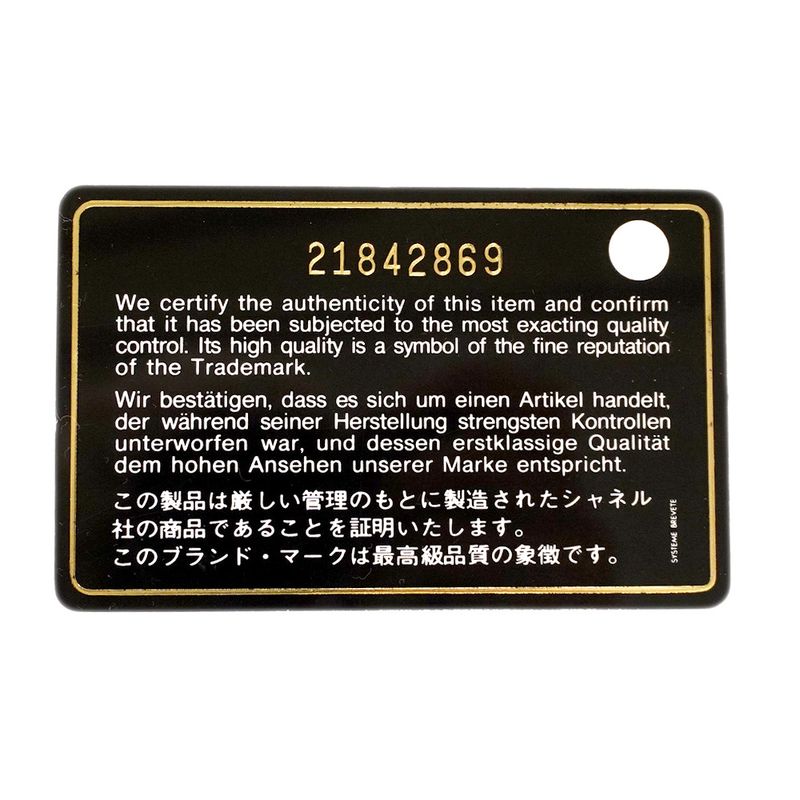 21842869
We certify the authenticity of this item and confirm
that it has been subjected to the most exacting quality
control. Its high quality is a symbol of the fine reputation
of the Trademark.
Wir bestätigen, dass es sich um einen Artikel handelt,
der während seiner Herstellung strengsten Kontrollen
unterworfen war, und dessen erstklassige Qualität
dem hohen Ansehen unserer Marke entspricht.
この製品は厳しい管理のもとに製造されたシャネル
社の商品であることを証明いたします。
このブランド・マークは最高級品質の象徴です。
SYSTEME BREVETE